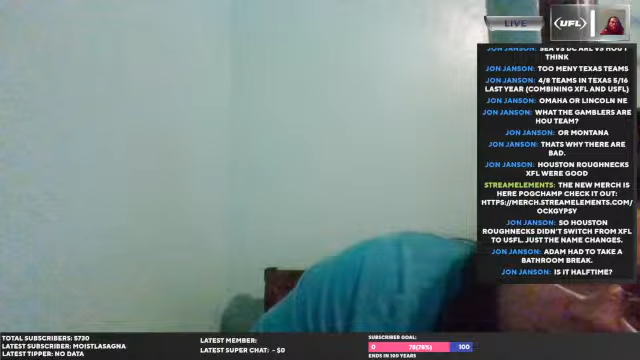 LIVE
UFL
JON JANSON: SEA VS DC ARL VS HOU I
THINK
JON JANSON: TOO MENY TEXAS TEAMS
JON JANSON: 4/8 TEAMS IN TEXAS 5/16
LAST YEAR (COMBINING XFL AND USFL)
JON JANSON: OMAHA OR LINCOLN NE
JON JANSON: WHAT THE GAMBLERS ARE
HOU TEAM?
JON JANSON: OR MONTANA
JON JANSON: THATS WHY THERE ARE
BAD.
JON JANSON: HOUSTON ROUGHNECKS
XFL WERE GOOD
STREAMELEMENTS: THE NEW MERCH IS
HERE POGCHAMP CHECK IT OUT:
HTTPS://MERCH.STREAMELEMENTS.COM/
OCKGYPSY
JON JANSON: SO HOUSTON
ROUGHNECKS DIDN'T SWITCH FROM XFL
TO USFL. JUST THE NAME CHANGES.
JON JANSON: ADAM HAD TO TAKE A
BATHROOM BREAK.
JON JANSON: IS IT HALFTIME?
TOTAL SUBSCRIBERS: 5730
LATEST SUBSCRIBER: MOISTLASAGNA
LATEST TIPPER: NO DATA
LATEST MEMBER:
LATEST SUPER CHAT: - $0
SUBSCRIBER GOAL:
0 76(76%) 100
ENDS IN 199 YEARS